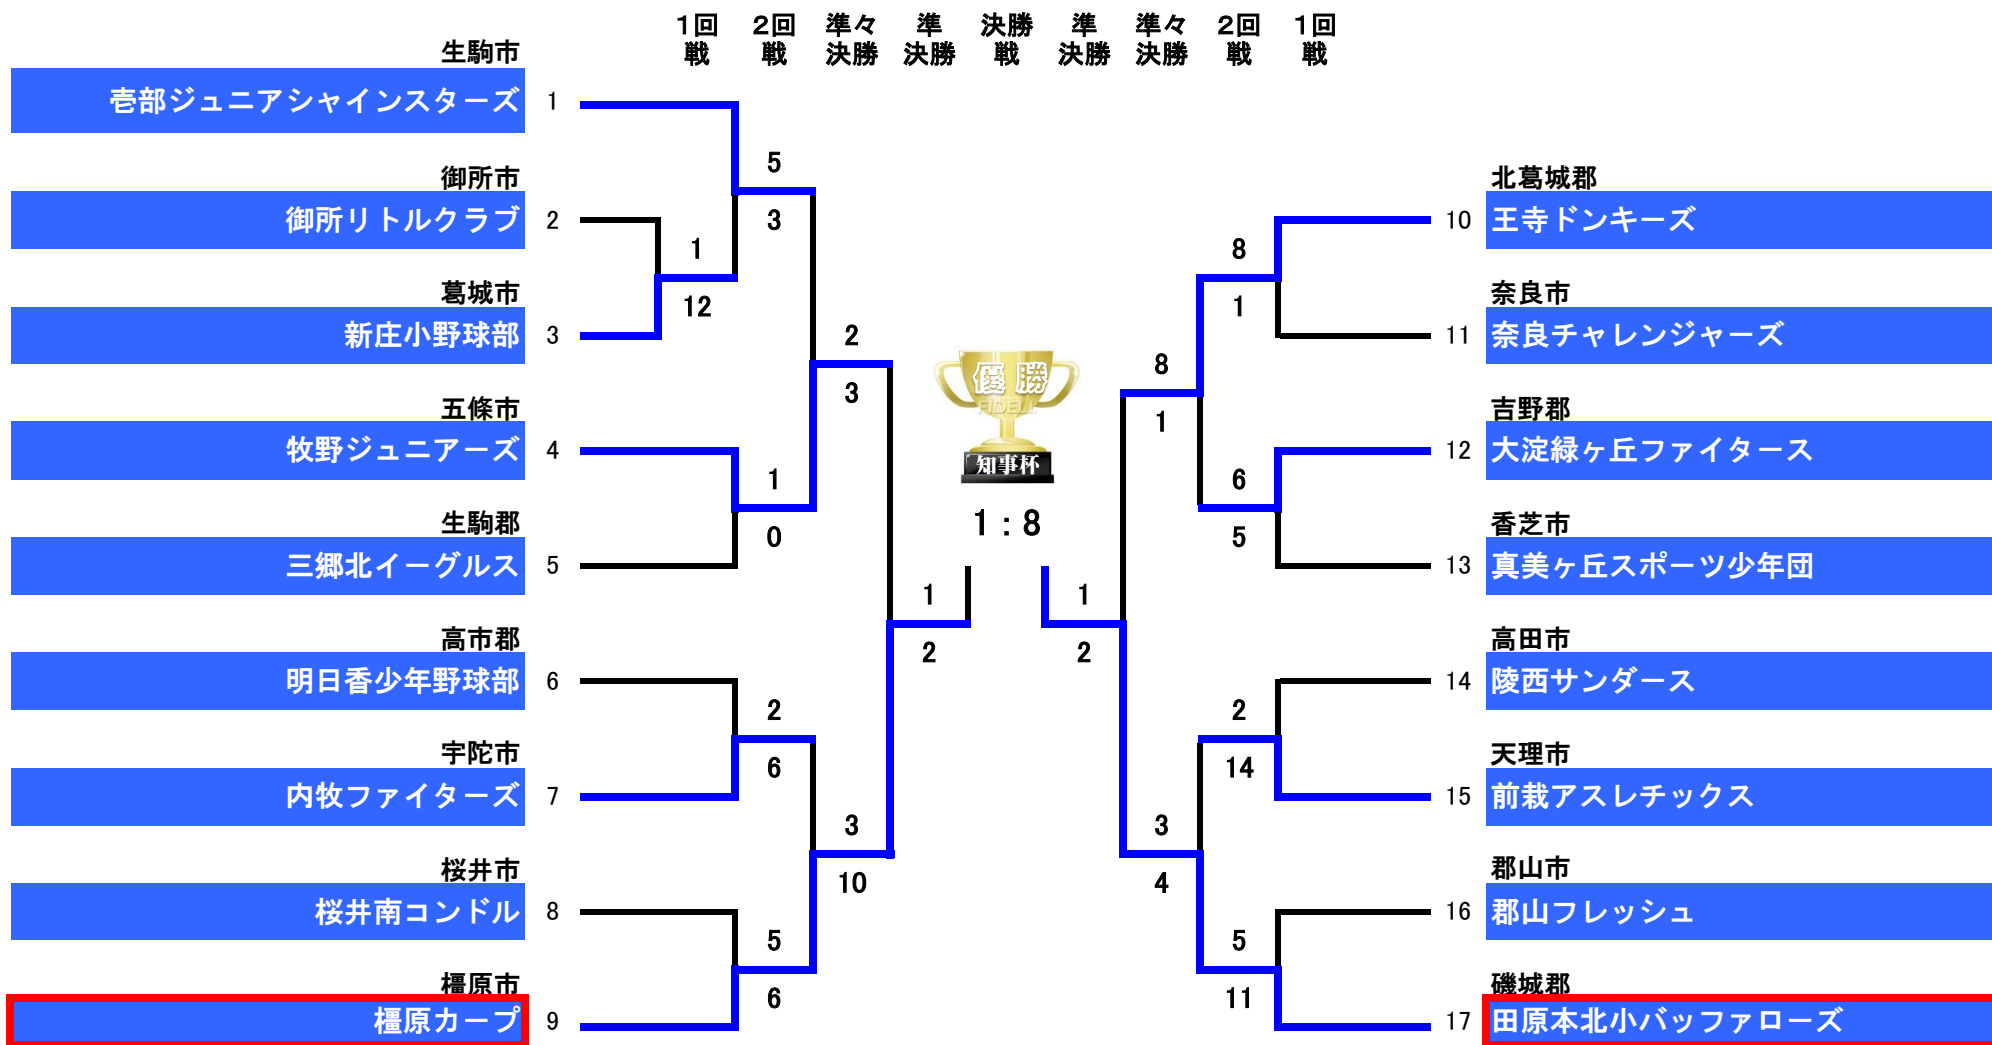 1回戦 2回戦 準々決勝 準決勝 決勝戦 準決勝 準々決勝 2回戦 1回戦
生駒市
壱部ジュニアシャインスターズ 1
御所市
御所リトルクラブ 2
葛城市
新庄小野球部 3
五條市
牧野ジュニアーズ 4
生駒郡
三郷北イーグルス 5
高市郡
明日香少年野球部 6
宇陀市
内牧ファイターズ 7
桜井市
桜井南コンドル 8
橿原市
橿原カープ 9
1
12
5
3
1
0
2
6
5
6
2
3
3
10
1
2
優勝
FIDELI
知事杯
1：8
1
2
8
1
3
4
8
1
6
5
2
14
5
11
北葛城郡
10 王寺ドンキーズ
奈良市
11 奈良チャレンジャーズ
吉野郡
12 大淀緑ヶ丘ファイタース
香芝市
13 真美ヶ丘スポーツ少年団
高田市
14 陵西サンダース
天理市
15 前栽アスレチックス
郡山市
16 郡山フレッシュ
磯城郡
17 田原本北小バッファローズ